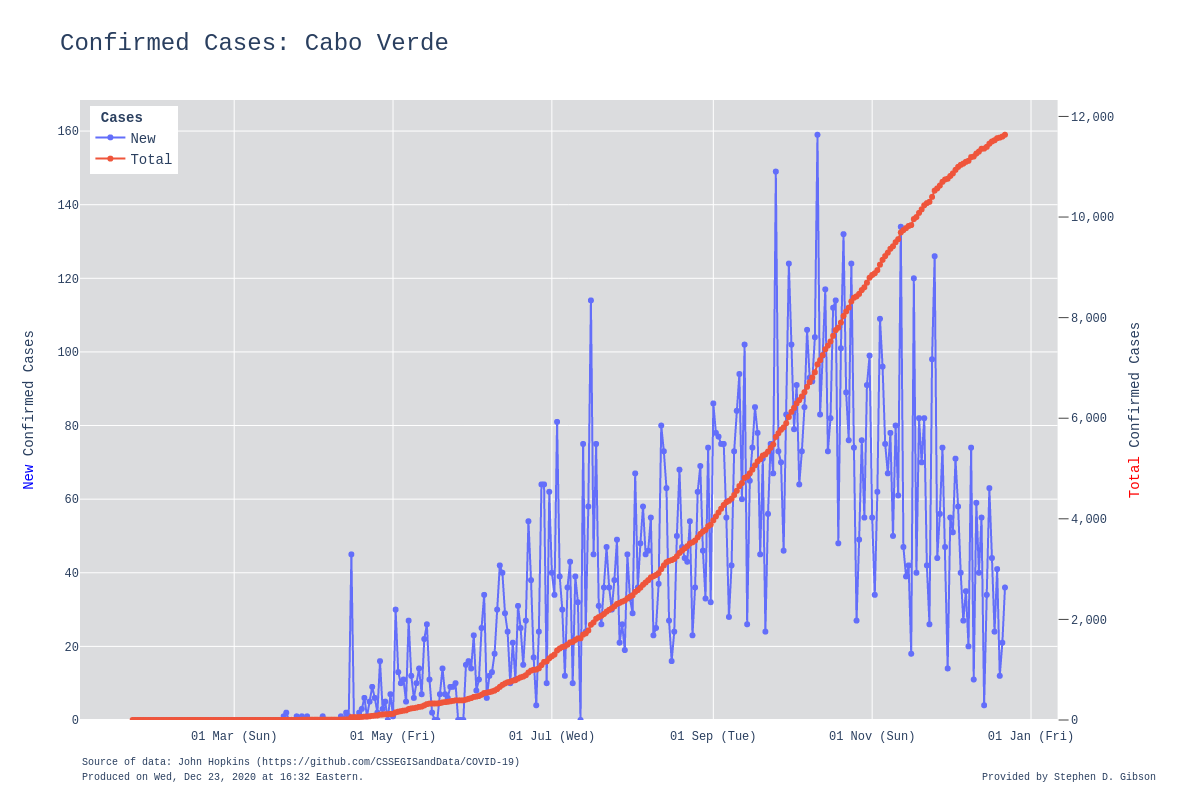 Confirmed Cases: Cabo Verde
Cases
New
Total
160
140
120
100
80
60
40
20
0
12,000
10,000
8,000
6,000
4,000
2,000
0
New Confirmed Cases
Total Confirmed Cases
01 Mar (Sun)
01 May (Fri)
01 Jul (Wed)
01 Sep (Tue)
01 Nov (Sun)
01 Jan (Fri)
Source of data: John Hopkins (https://github.com/CSSEGISandData/COVID-19)
Produced on Wed, Dec 23, 2020 at 16:32 Eastern.
Provided by Stephen D. Gibson